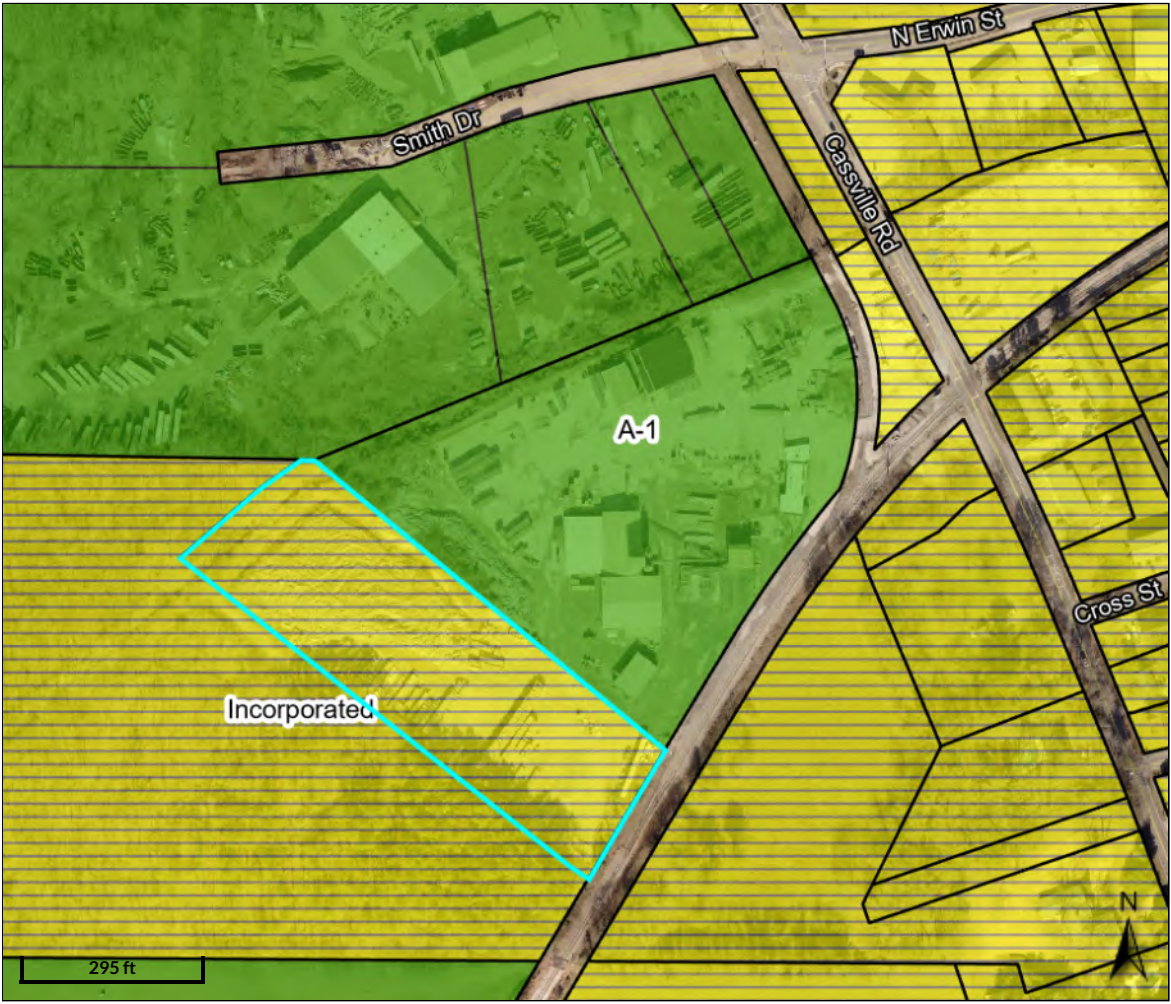 N Erwin St
Smith Dr
Cassville Rd
A-1
Cross St
Incorporated
N
295 ft